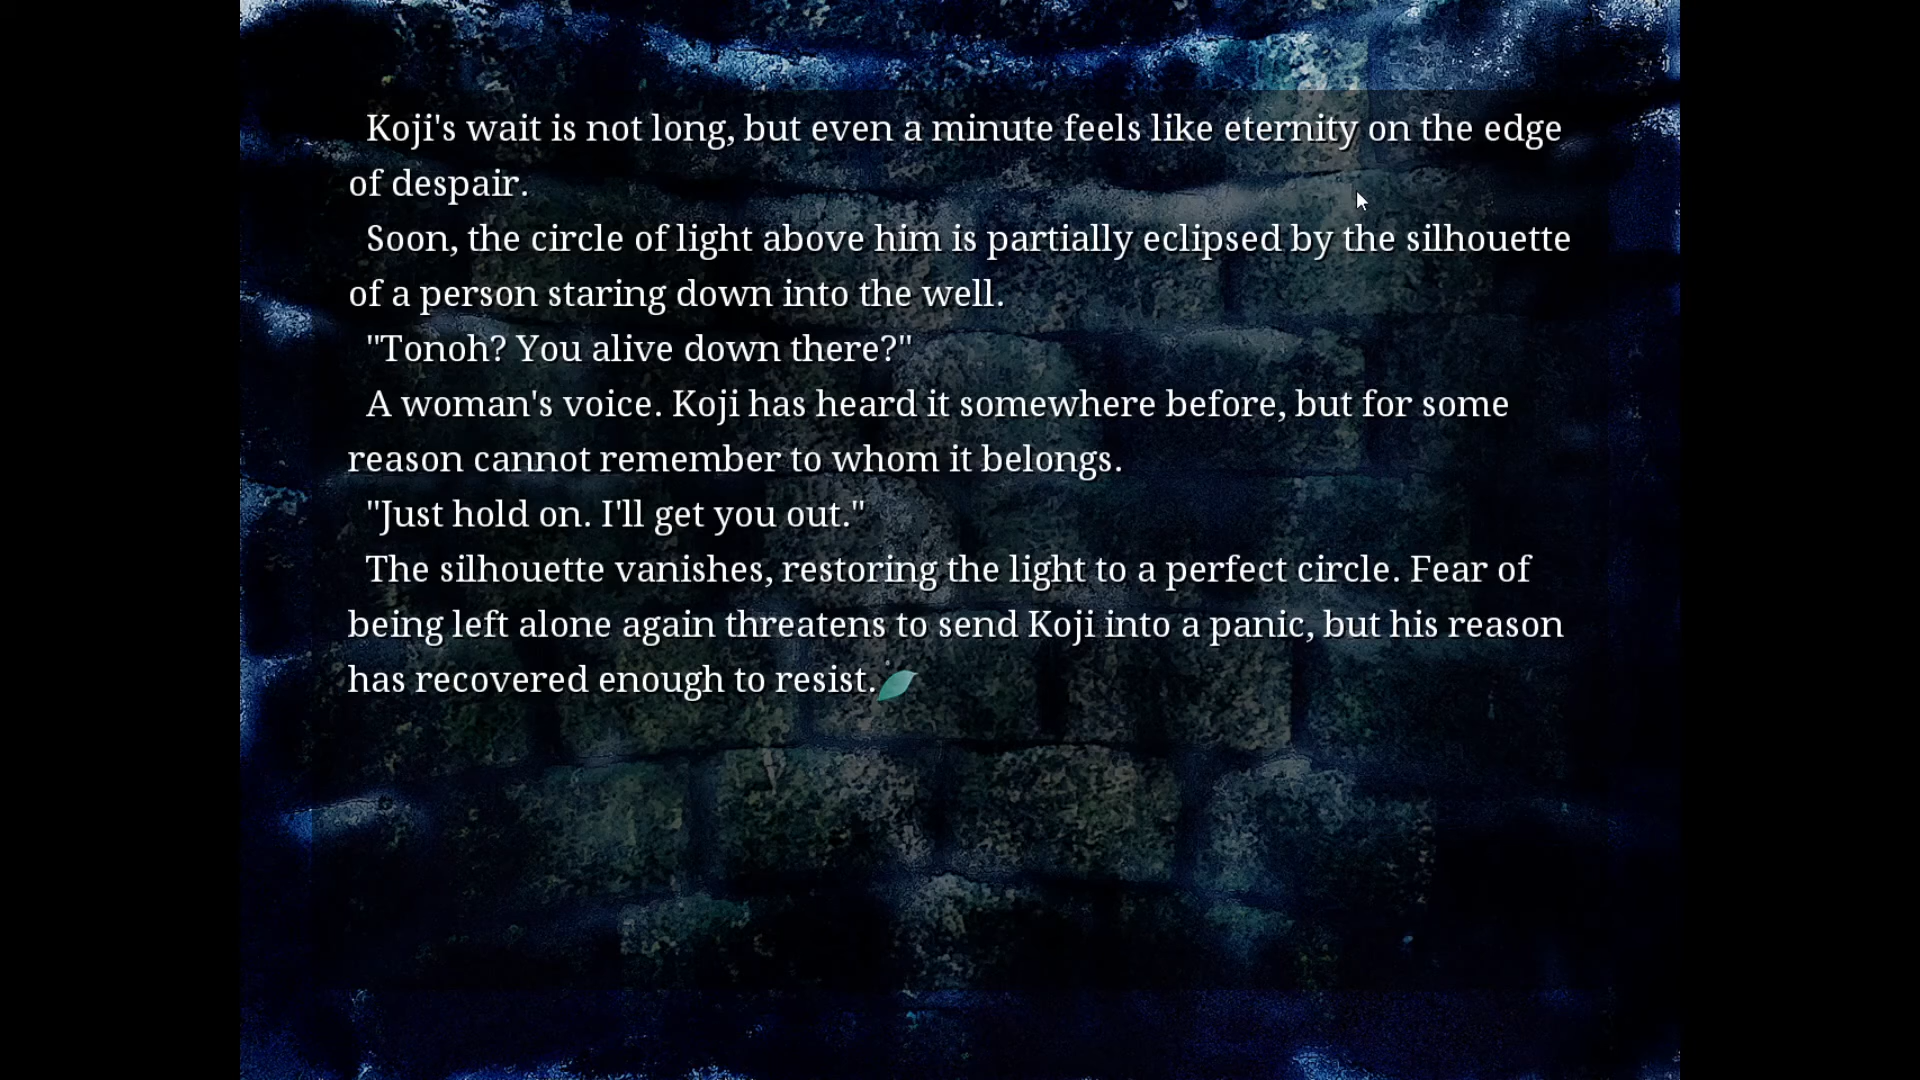 Koji's wait is not long, but even a minute feels like eternity on the edge
of despair.
Soon, the circle of light above him is partially eclipsed by the silhouette
of a person staring down into the well.
"Tonoh? You alive down there?"
A woman's voice. Koji has heard it somewhere before, but for some
reason cannot remember to whom it belongs.
"Just hold on. I'll get you out."
The silhouette vanishes, restoring the light to a perfect circle. Fear of
being left alone again threatens to send Koji into a panic, but his reason
has recovered enough to resist.